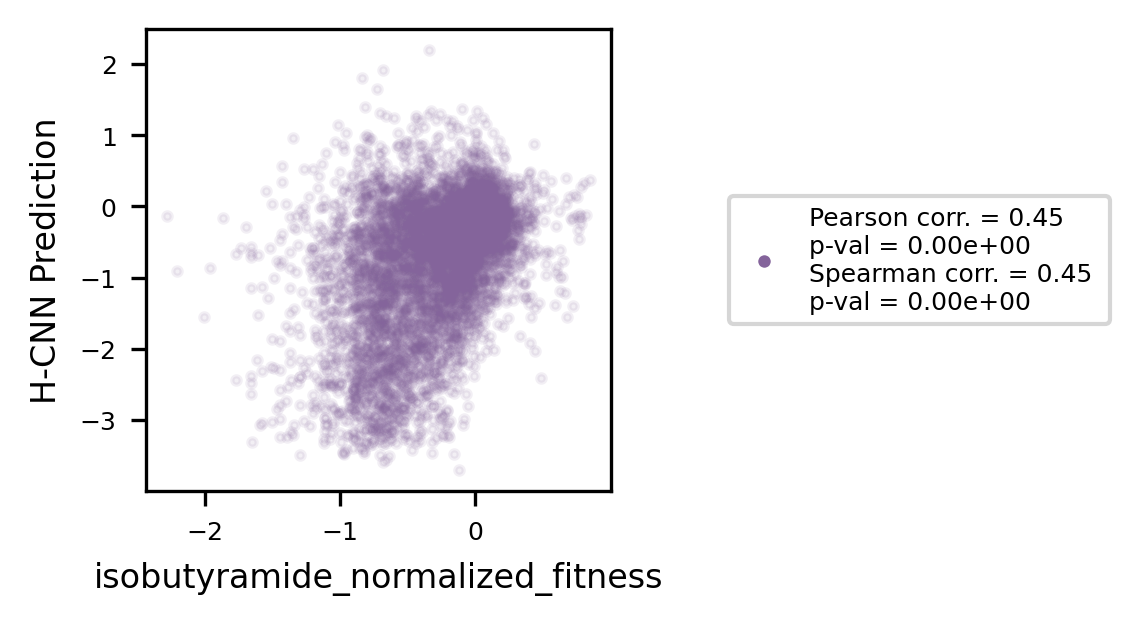 2
1
0
−1
−2
−3
H-CNN Prediction
−2
−1
0
isobutyramide_normalized_fitness
Pearson corr. = 0.45
p-val = 0.00e+00
Spearman corr. = 0.45
p-val = 0.00e+00